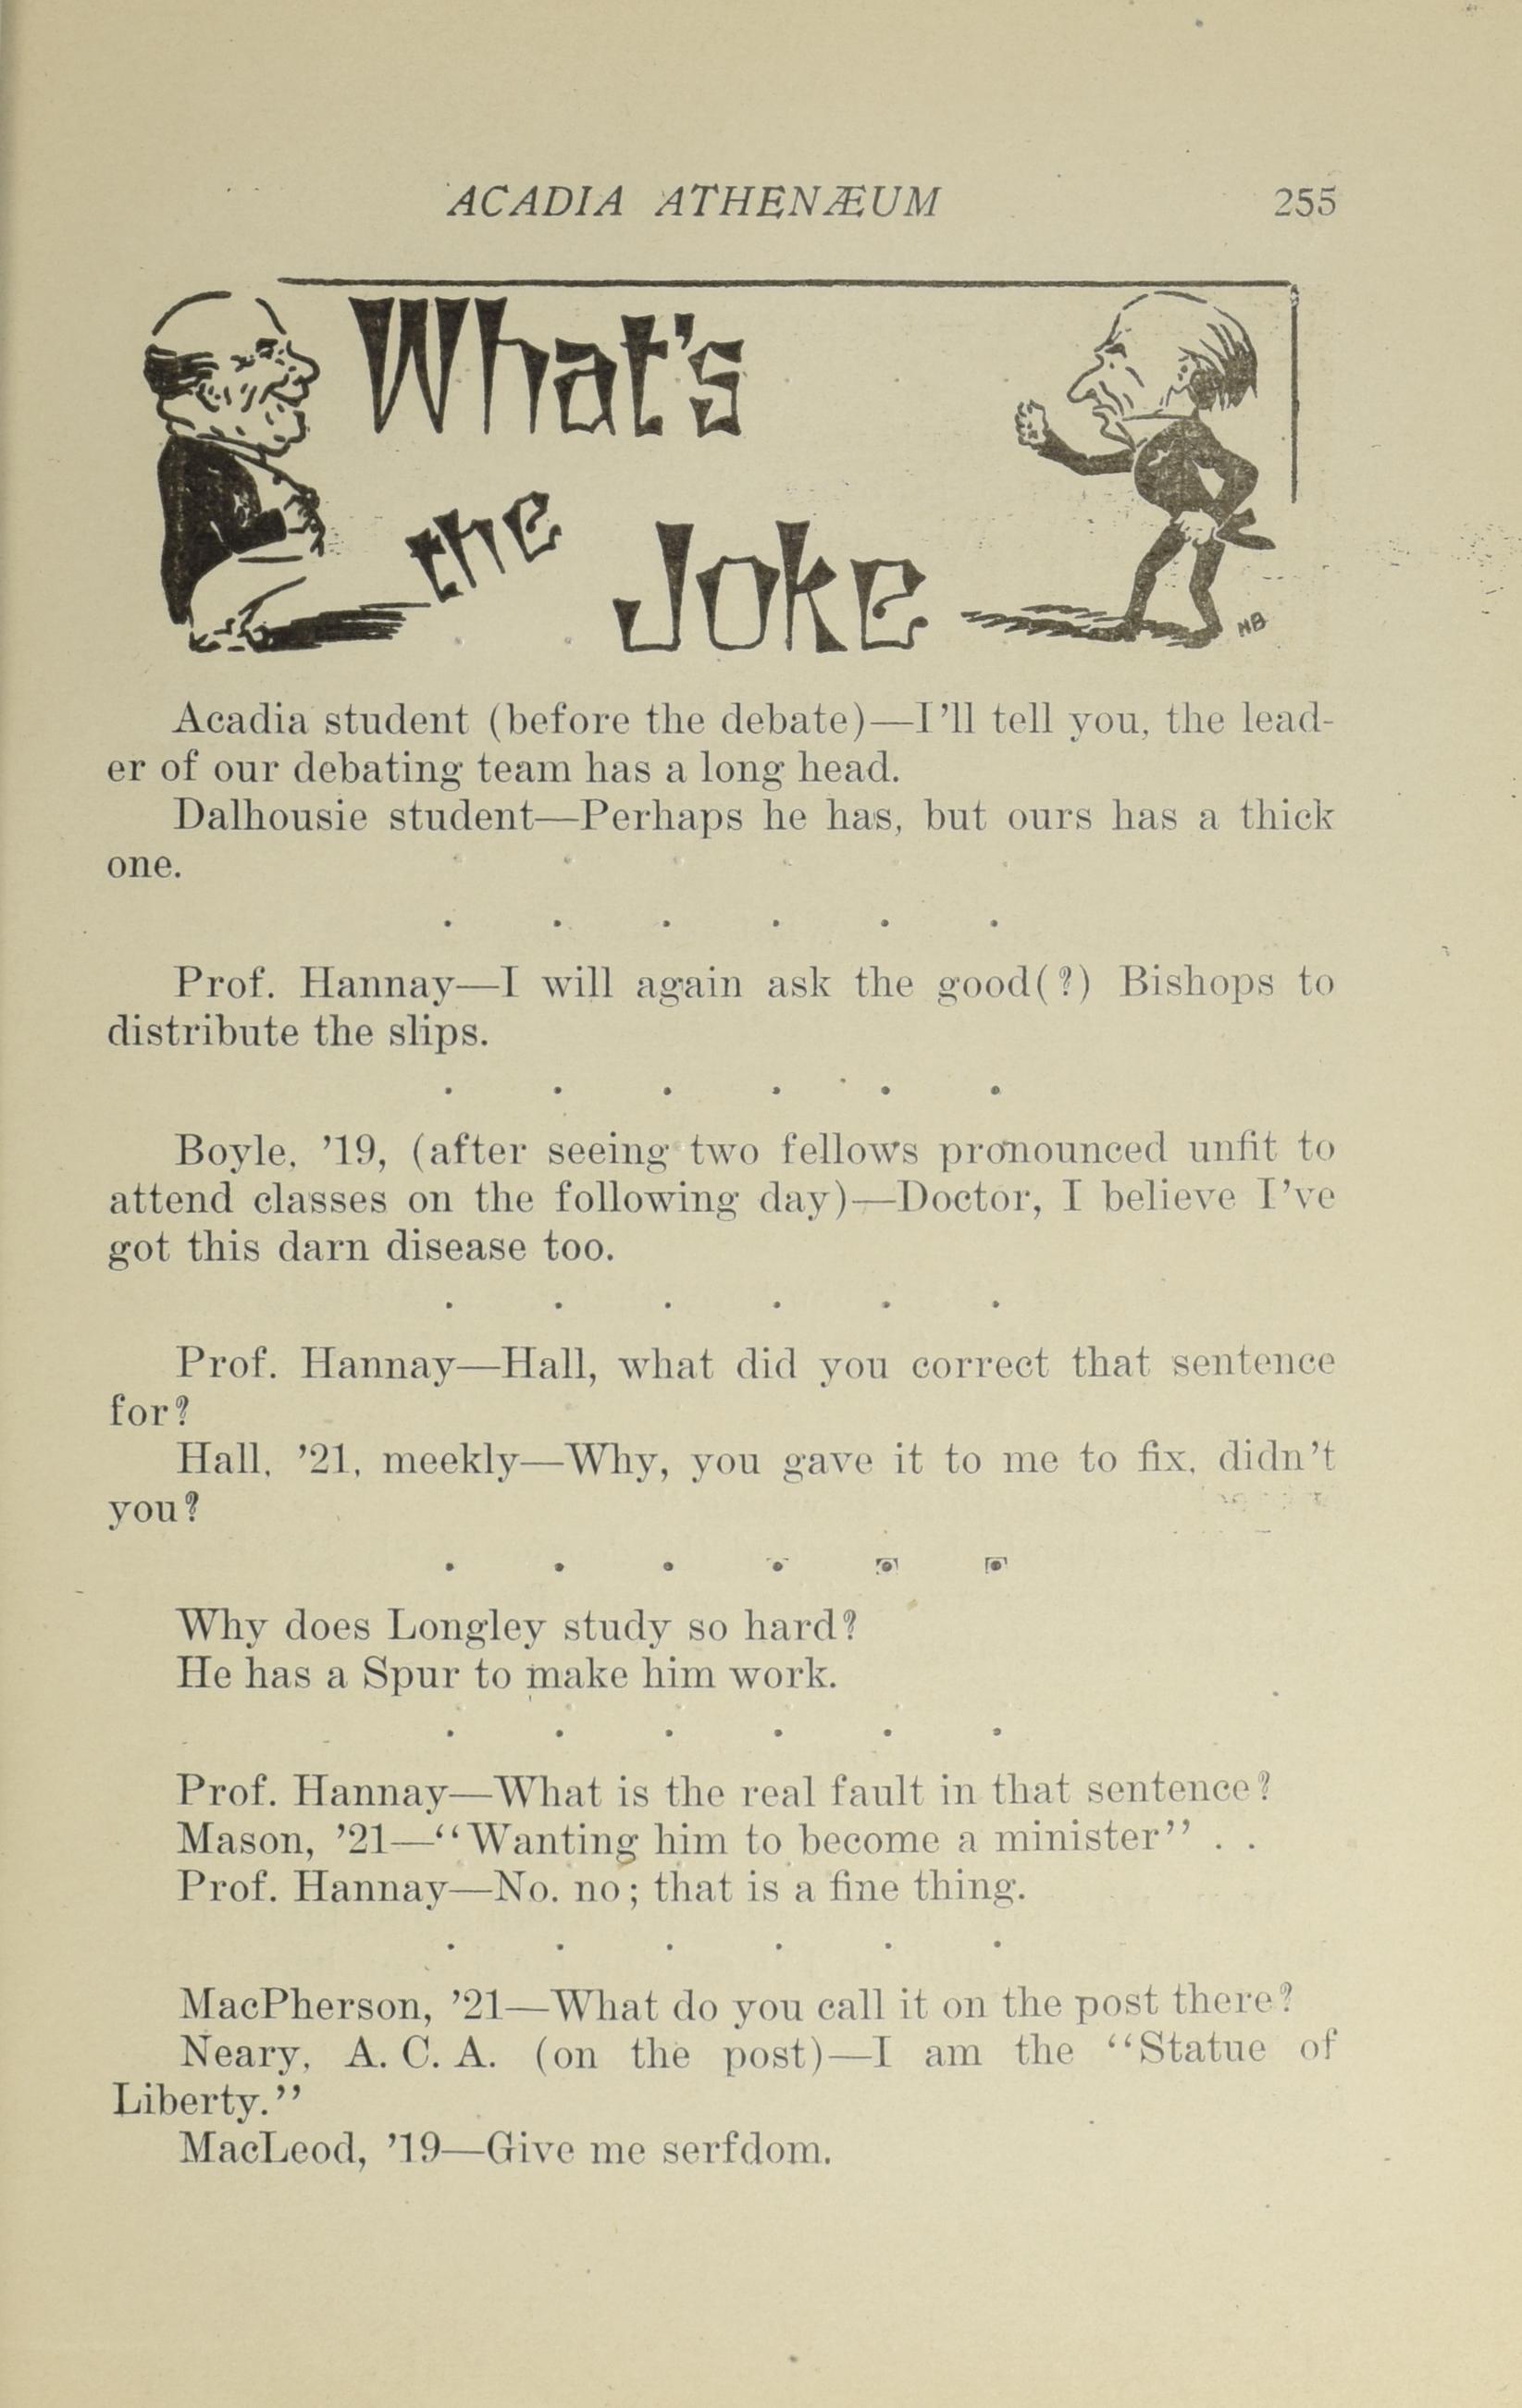 ACADIA ATHENÆUM 255
What's
the
Joke
NB
Acadia student (before the debate)—I'll tell you, the lead-
er of our debating team has a long head.
Dalhousie student—Perhaps he has, but ours has a thick
one.
. . . . . .
Prof. Hannay—I will again ask the good(?) Bishops to
distribute the slips.
. . . . . .
Boyle, '19, (after seeing two fellows pronounced unfit to
attend classes on the following day)—Doctor, I believe I've
got this darn disease too.
. . . . . .
Prof. Hannay—Hall, what did you correct that sentence
for?
Hall, '21, meekly—Why, you gave it to me to fix, didn't
you?
. . . . . .
Why does Longley study so hard?
He has a Spur to make him work.
. . . . . .
Prof. Hannay—What is the real fault in that sentence?
Mason, '21—"Wanting him to become a minister" . .
Prof. Hannay—No. no; that is a fine thing.
. . . . . .
MacPherson, '21—What do you call it on the post there?
Neary, A. C. A. (on the post)—I am the "Statue of
Liberty."
MacLeod, '19—Give me serfdom.